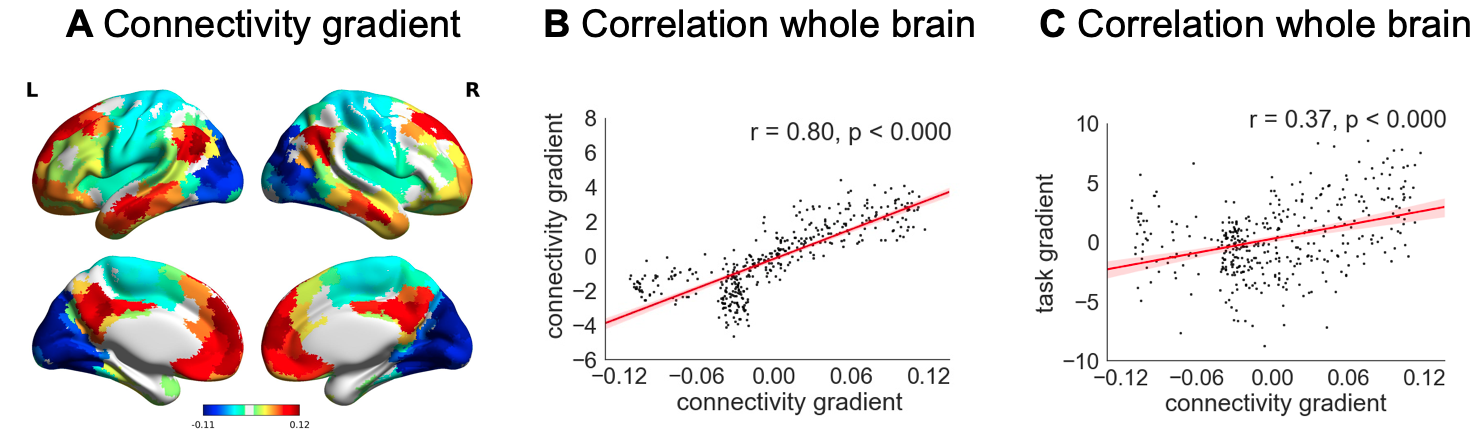 A Connectivity gradient
L
R
-0.11
0.12
B Correlation whole brain
r = 0.80, p < 0.000
connectivity gradient
8
6
4
2
0
−2
−4
−6
−0.12
−0.06
0.00
0.06
0.12
connectivity gradient
C Correlation whole brain
r = 0.37, p < 0.000
task gradient
10
5
0
−5
−10
−0.12
−0.06
0.00
0.06
0.12
connectivity gradient